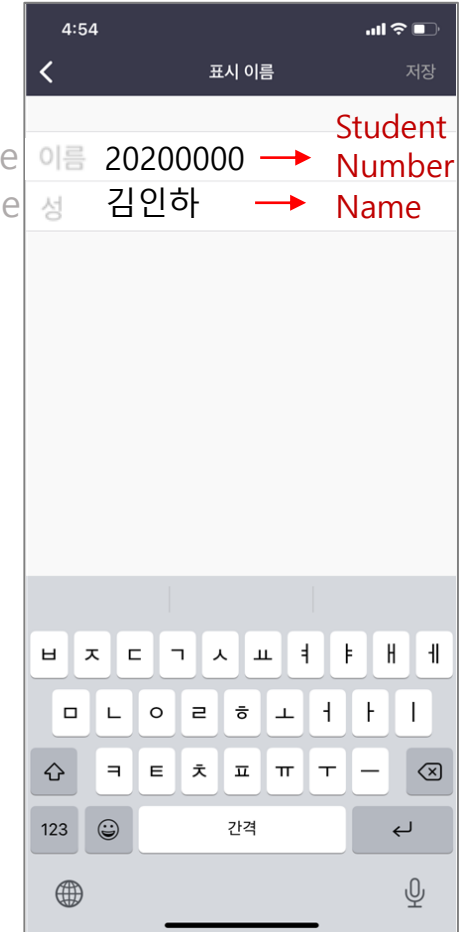 4:54
표시 이름
저장
e 이름 20200000 → Student Number
e 성 김인하 → Name
ㅂ ㅈ ㄷ ㄱ ㅅ ㅛ ㅕ ㅑ ㅐ ㅔ
ㅁ ㄴ ㅇ ㄹ ㅎ ㅗ ㅓ ㅏ ㅣ
ㅋ ㅌ ㅊ ㅍ ㅠ ㅜ ㅡ
123 간격